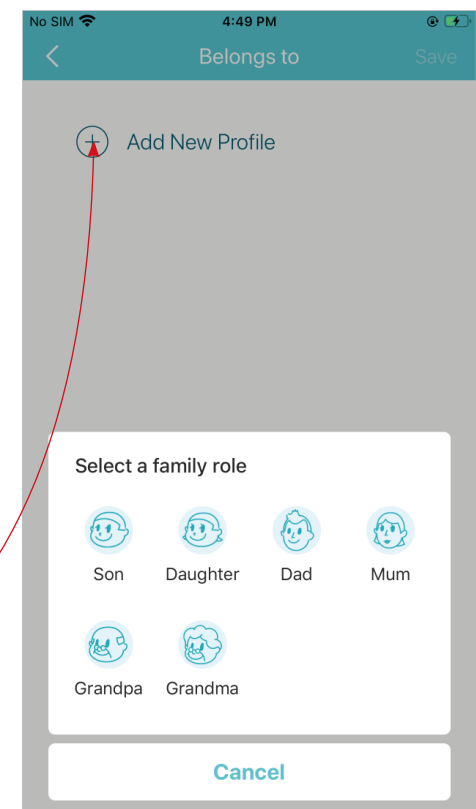 No SIM 4:49 PM
Belongs to Save
Add New Profile
Select a family role
Son Daughter Dad Mum
Grandpa Grandma
Cancel